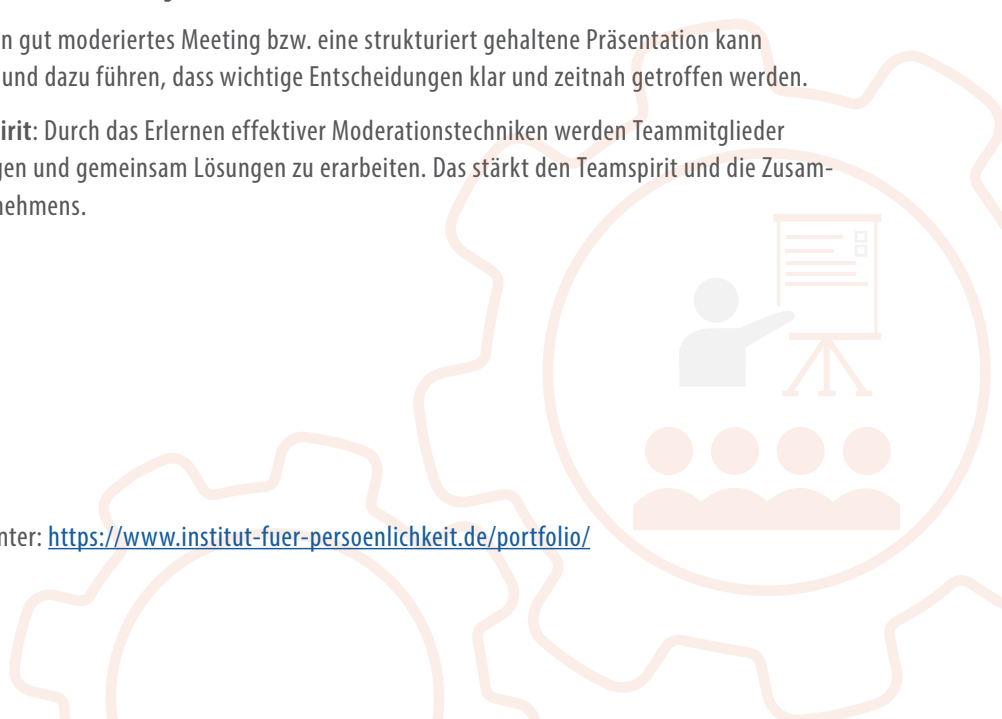 n gut moderiertes Meeting bzw. eine strukturiert gehaltene Präsentation kann
und dazu führen, dass wichtige Entscheidungen klar und zeitnah getroffen werden.
irit: Durch das Erlernen effektiver Moderationstechniken werden Teammitglieder
gen und gemeinsam Lösungen zu erarbeiten. Das stärkt den Teamspirit und die Zusam-
nehmens.
nter: https://www.institut-fuer-persoenlichkeit.de/portfolio/